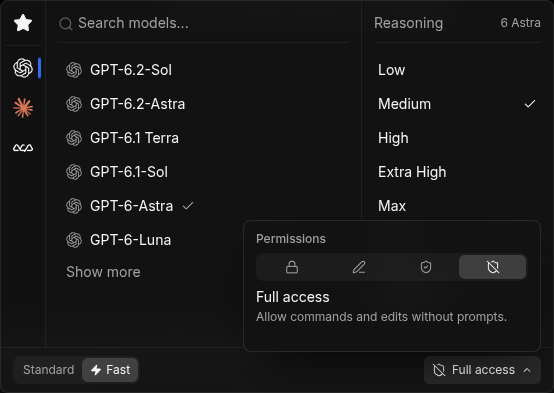 Search models...
GPT-6.2-Sol
GPT-6.2-Astra
GPT-6.1 Terra
GPT-6.1-Sol
GPT-6-Astra
GPT-6-Luna
Show more
Reasoning
6 Astra
Low
Medium
High
Extra High
Max
Permissions
Full access
Allow commands and edits without prompts.
Standard
Fast
Full access